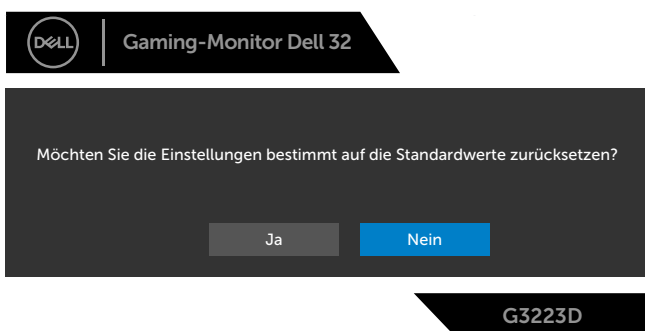 DELL
Gaming-Monitor Dell 32
Möchten Sie die Einstellungen bestimmt auf die Standardwerte zurücksetzen?
Ja
Nein
G3223D